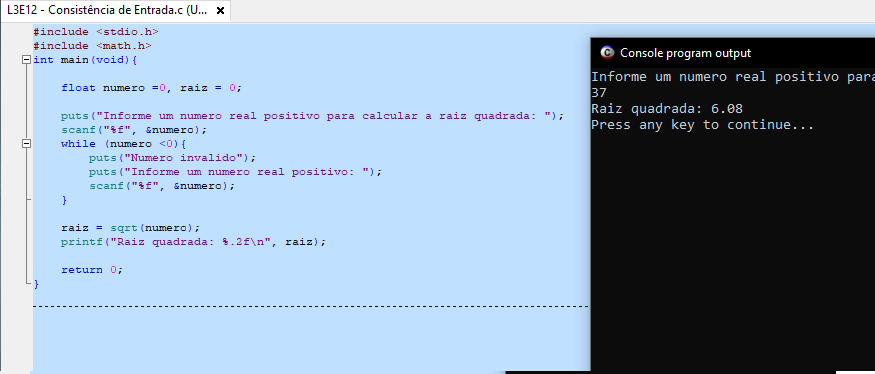 L3E12 - Consistência de Entrada.c (U...
#include <stdio.h>
#include <math.h>
int main(void){
float numero =0, raiz = 0;
puts("Informe um numero real positivo para calcular a raiz quadrada: ");
scanf("%f", &numero);
while (numero <0){
puts("Numero invalido");
puts("Informe um numero real positivo: ");
scanf("%f", &numero);
}
raiz = sqrt(numero);
printf("Raiz quadrada: %.2f\n", raiz);
return 0;
}
Console program output
Informe um numero real positivo para
37
Raiz quadrada: 6.08
Press any key to continue...